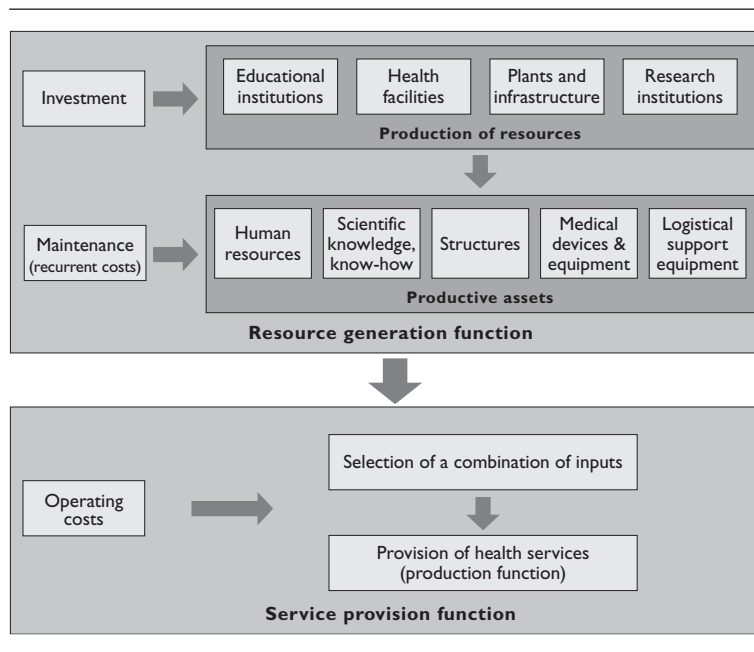 Investment
Educational
institutions
Health
facilities
Plants and
infrastructure
Research
institutions
Production of resources
Maintenance
(recurrent costs)
Human
resources
Scientific
knowledge,
know-how
Structures
Medical
devices &
equipment
Logistical
support
equipment
Productive assets
Resource generation function
Operating
costs
Selection of a combination of inputs
Provision of health services
(production function)
Service provision function